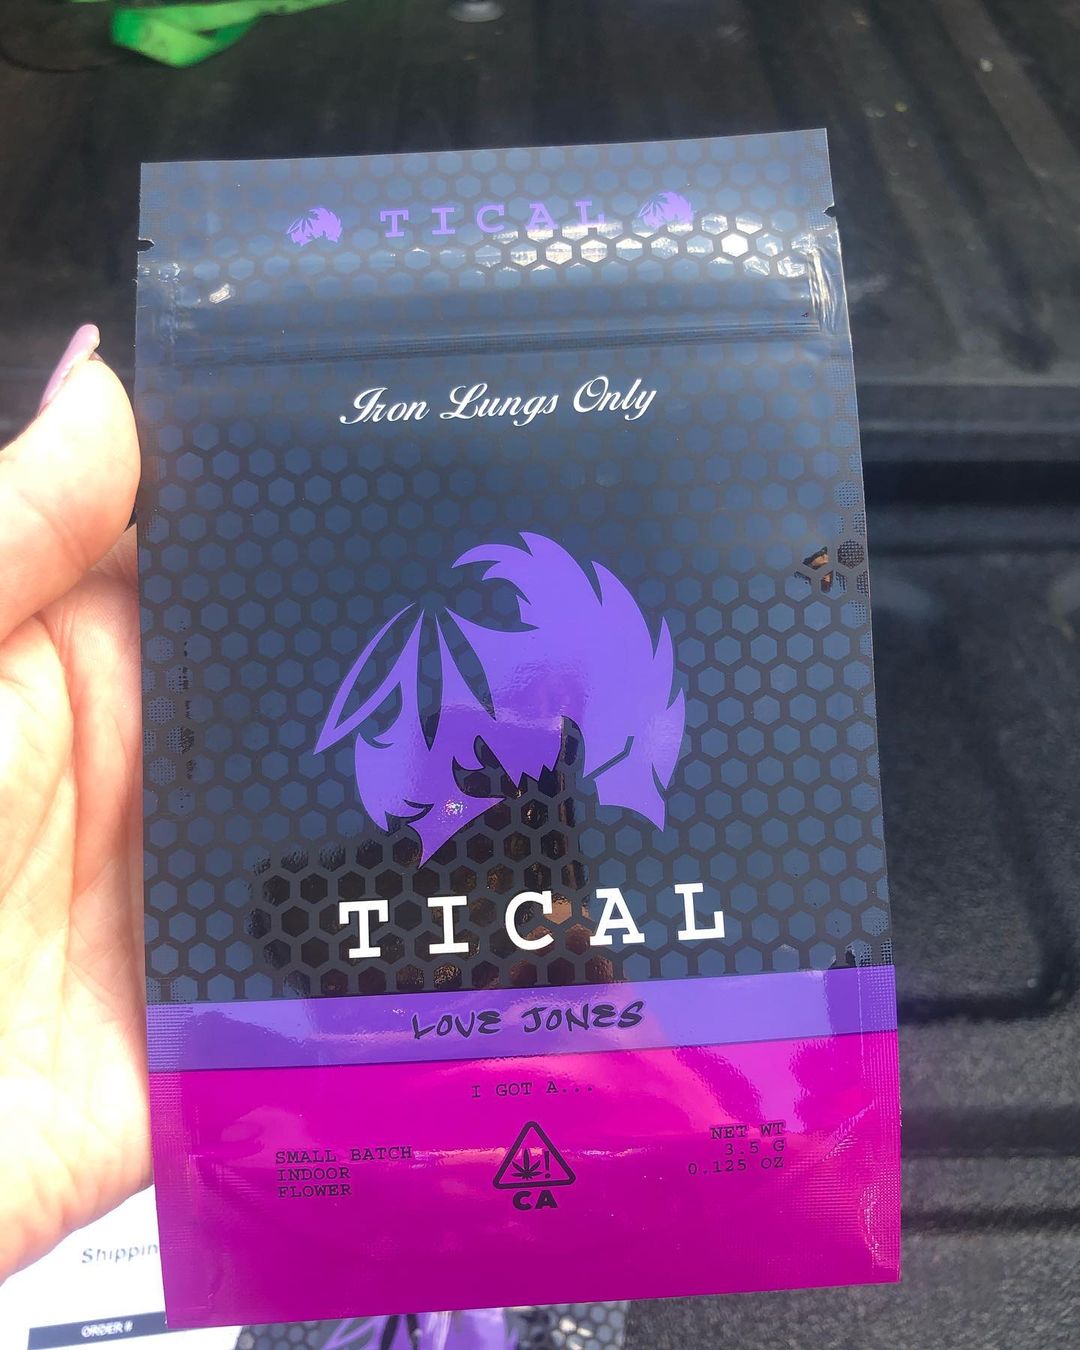 TICAL
Iron Lungs Only
TICAL
LOVE JONES
I GOT A...
SMALL BATCH
INDOOR
FLOWER
CA
NET WT
3.5 G
0.125 OZ
ORDER #